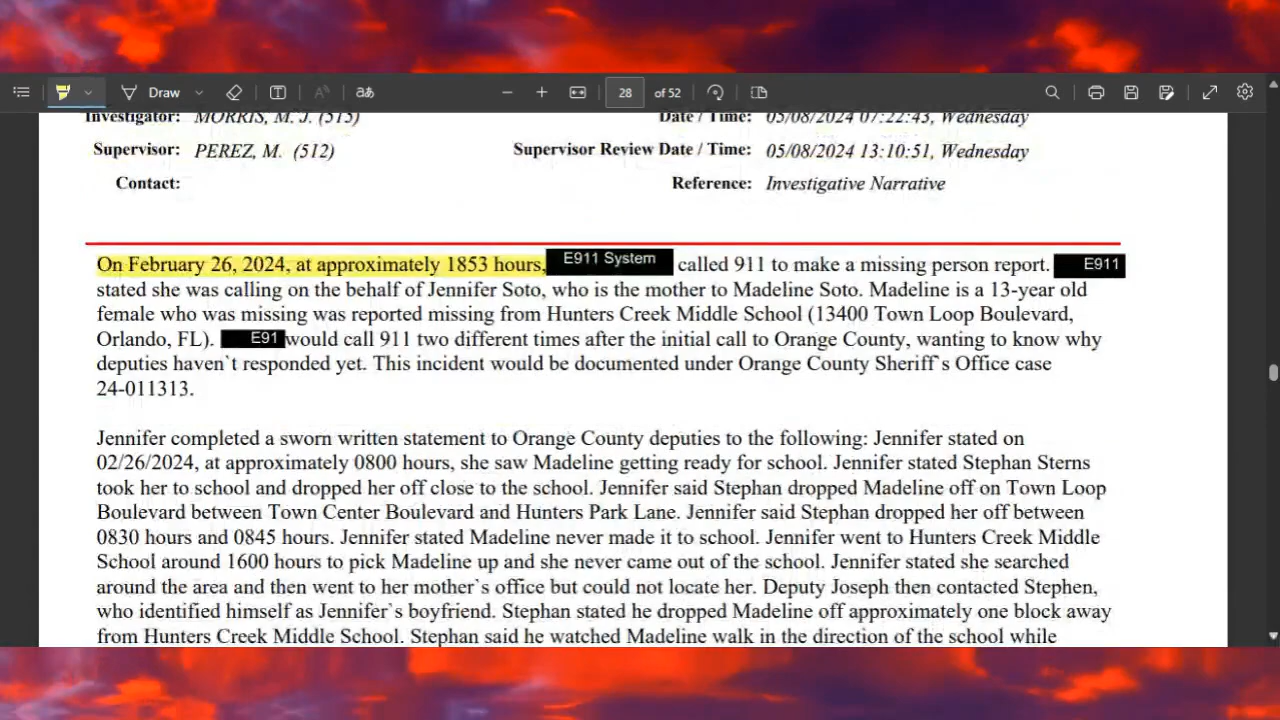 Draw
28 of 52
Investigator: MORRIS, M. J. (515) Date / Time: 05/08/2024 07:22:43, Wednesday
Supervisor: PEREZ, M. (512) Supervisor Review Date / Time: 05/08/2024 13:10:51, Wednesday
Contact: Reference: Investigative Narrative
On February 26, 2024, at approximately 1853 hours, E911 System called 911 to make a missing person report. E911
stated she was calling on the behalf of Jennifer Soto, who is the mother to Madeline Soto. Madeline is a 13-year old
female who was missing was reported missing from Hunters Creek Middle School (13400 Town Loop Boulevard,
Orlando, FL). E91 would call 911 two different times after the initial call to Orange County, wanting to know why
deputies haven`t responded yet. This incident would be documented under Orange County Sheriff`s Office case
24-011313.
Jennifer completed a sworn written statement to Orange County deputies to the following: Jennifer stated on
02/26/2024, at approximately 0800 hours, she saw Madeline getting ready for school. Jennifer stated Stephan Sterns
took her to school and dropped her off close to the school. Jennifer said Stephan dropped Madeline off on Town Loop
Boulevard between Town Center Boulevard and Hunters Park Lane. Jennifer said Stephan dropped her off between
0830 hours and 0845 hours. Jennifer stated Madeline never made it to school. Jennifer went to Hunters Creek Middle
School around 1600 hours to pick Madeline up and she never came out of the school. Jennifer stated she searched
around the area and then went to her mother`s office but could not locate her. Deputy Joseph then contacted Stephen,
who identified himself as Jennifer`s boyfriend. Stephan stated he dropped Madeline off approximately one block away
from Hunters Creek Middle School. Stephan said he watched Madeline walk in the direction of the school while